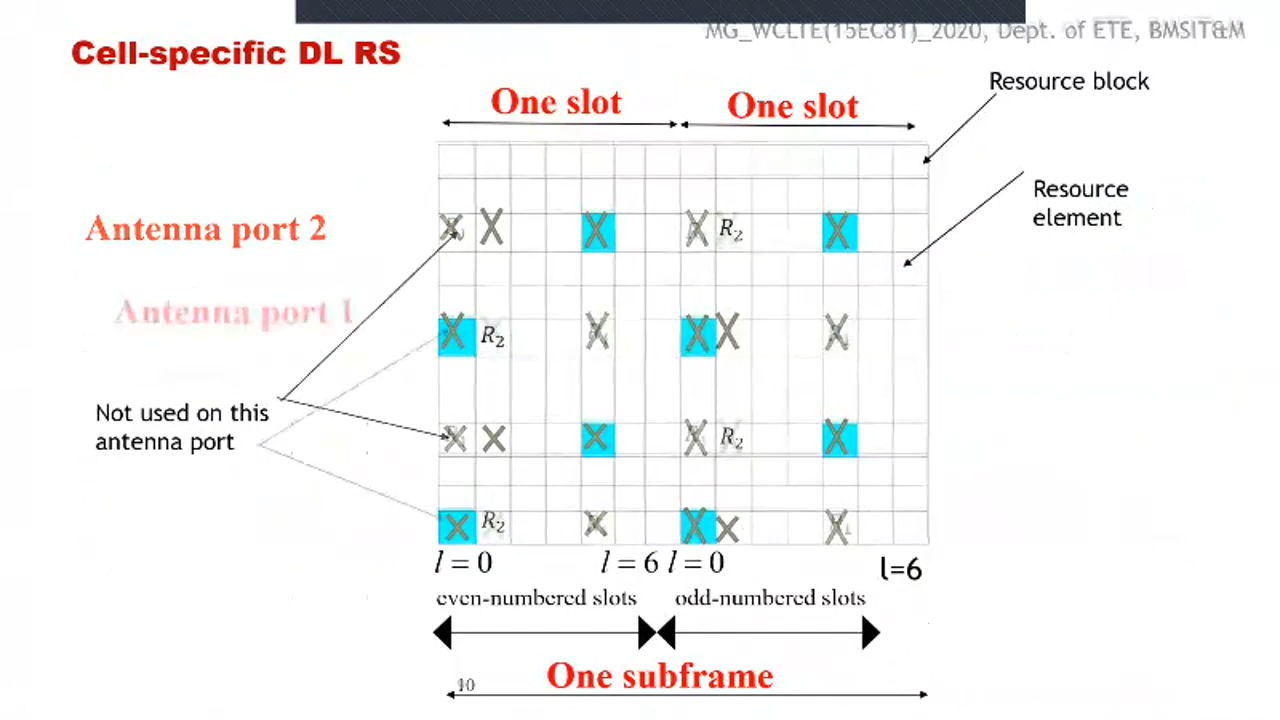 MG_WCLTE(15EC81)_2020, Dept. of ETE, BMSIT&M
Cell-specific DL RS
Resource block
One slot
One slot
Resource
element
Antenna port 2
R2
Antenna port 1
R2
Not used on this
antenna port
R2
R2
l = 0
l = 6
l = 0
l=6
even-numbered slots
odd-numbered slots
One subframe